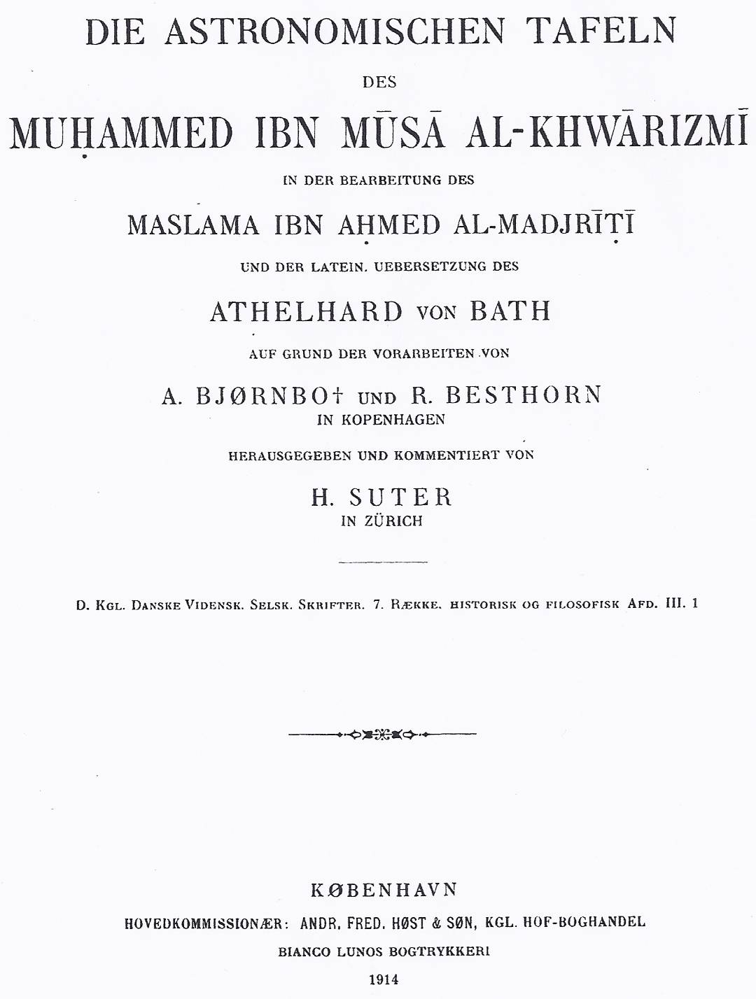 DIE ASTRONOMISCHEN TAFELN
DES
MUḤAMMED IBN MŪSĀ AL-KHWĀRIZMĪ
IN DER BEARBEITUNG DES
MASLAMA IBN AḤMED AL-MADJRĪṬĪ
UND DER LATEIN. UEBERSETZUNG DES
ATHELHARD VON BATH
AUF GRUND DER VORARBEITEN VON
A. BJØRNBO† UND R. BESTHORN
IN KOPENHAGEN
HERAUSGEGEBEN UND KOMMENTIERT VON
H. SUTER
IN ZÜRICH
D. KGL. DANSKE VIDENSK. SELSK. SKRIFTER. 7. RÆKKE. HISTORISK OG FILOSOFISK AFD. III. 1
KØBENHAVN
HOVEDKOMMISSIONÆR: ANDR. FRED. HØST & SØN, KGL. HOF-BOGHANDEL
BIANCO LUNOS BOGTRYKKERI
1914